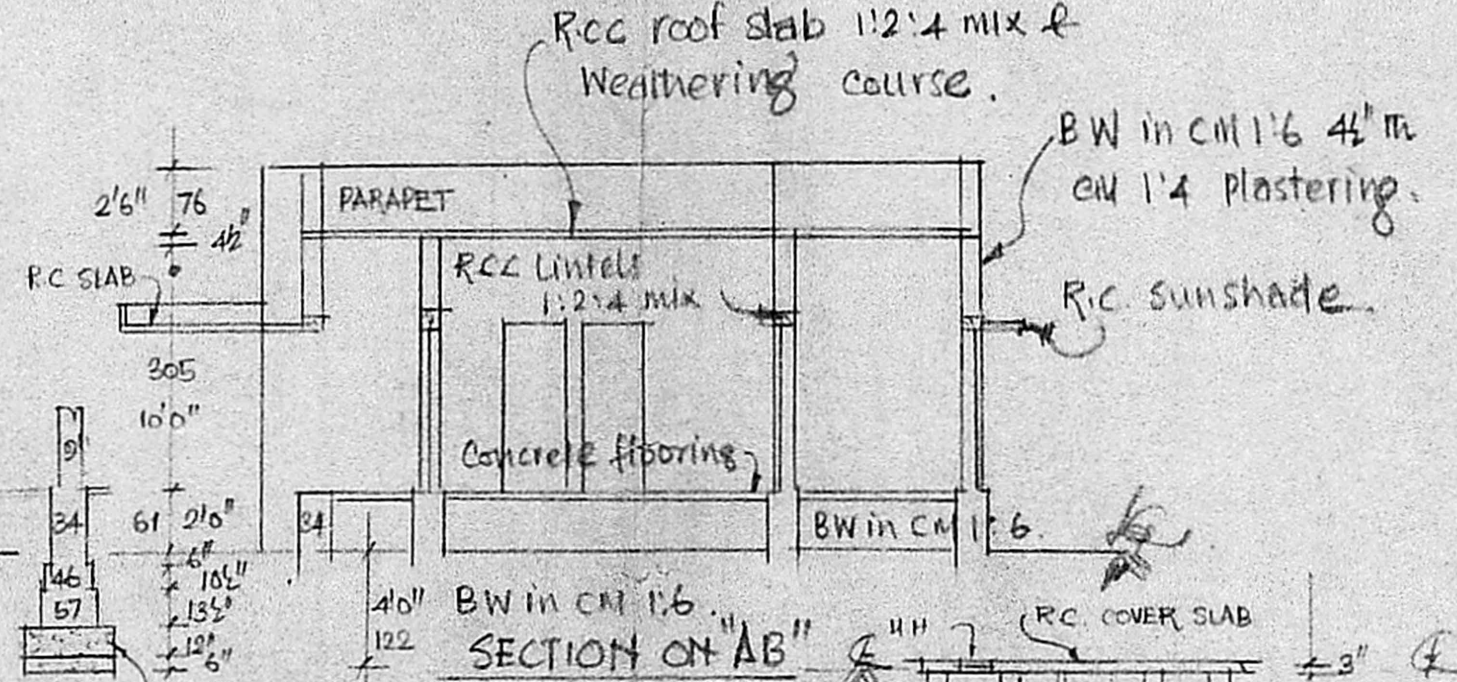 R.CC roof slab 1:2:4 mix &
Weathering course.
BW in CM 1:6 4½" in
CM 1:4 Plastering.
2'6" 76
4½"
PARAPET
R.C SLAB
RCC Lintels
1:2:4 mix
R.C. Sunshade.
305
10'0"
9
Concrete flooring
34
61 2'0"
34
BW in CM 1:6.
6"
46
10½"
57
13½"
12"
6"
4'0"
122
BW in CM 1:6.
SECTION ON "AB"
"H"
R.C. COVER SLAB
3"